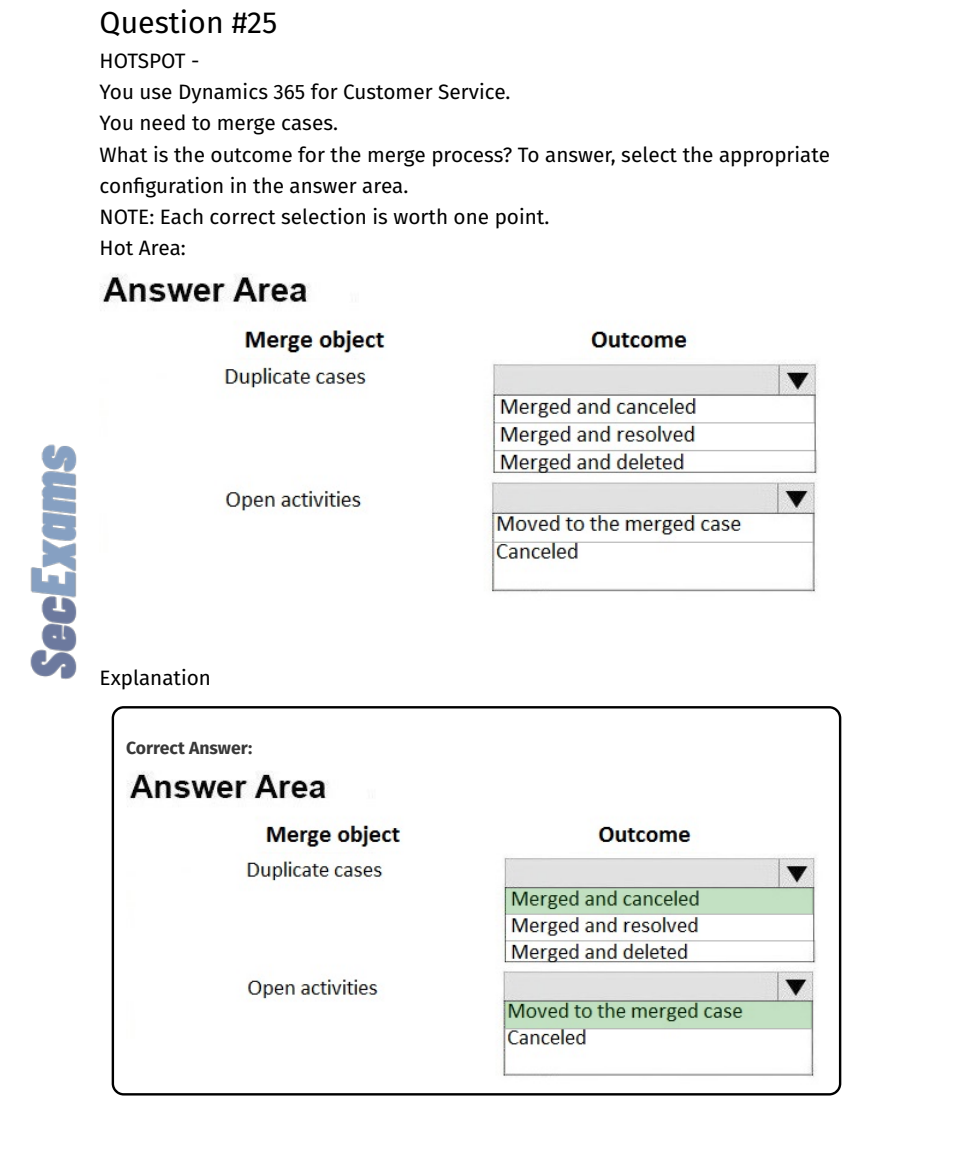 Question #25
HOTSPOT -
You use Dynamics 365 for Customer Service.
You need to merge cases.
What is the outcome for the merge process? To answer, select the appropriate
configuration in the answer area.
NOTE: Each correct selection is worth one point.
Hot Area:
Answer Area
Merge object Outcome
Duplicate cases
Merged and canceled
Merged and resolved
Merged and deleted
Open activities
Moved to the merged case
Canceled
SecExams
Explanation
Correct Answer:
Answer Area
Merge object Outcome
Duplicate cases
Merged and canceled
Merged and resolved
Merged and deleted
Open activities
Moved to the merged case
Canceled